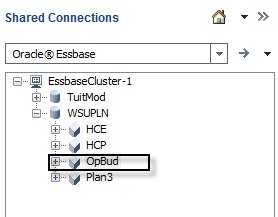 Shared Connections
Oracle® Essbase
EssbaseCluster-1
TuitMod
WSUPLN
HCE
HCP
OpBud
Plan3